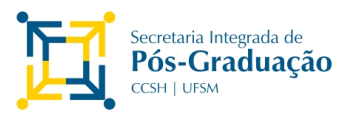 Secretaria Integrada de
Pós-Graduação
CCSH | UFSM